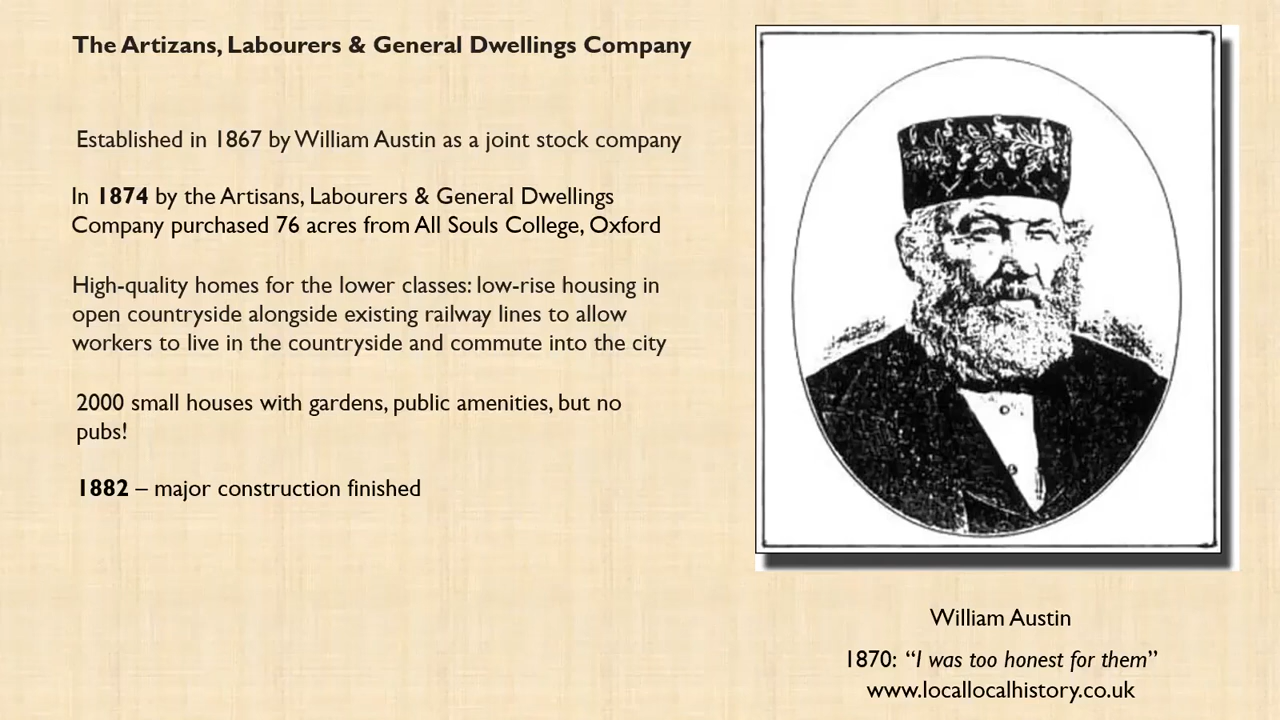 The Artizans, Labourers & General Dwellings Company
Established in 1867 by William Austin as a joint stock company
In 1874 by the Artisans, Labourers & General Dwellings
Company purchased 76 acres from All Souls College, Oxford
High-quality homes for the lower classes: low-rise housing in
open countryside alongside existing railway lines to allow
workers to live in the countryside and commute into the city
2000 small houses with gardens, public amenities, but no
pubs!
1882 – major construction finished
William Austin
1870: “I was too honest for them”
www.locallocalhistory.co.uk